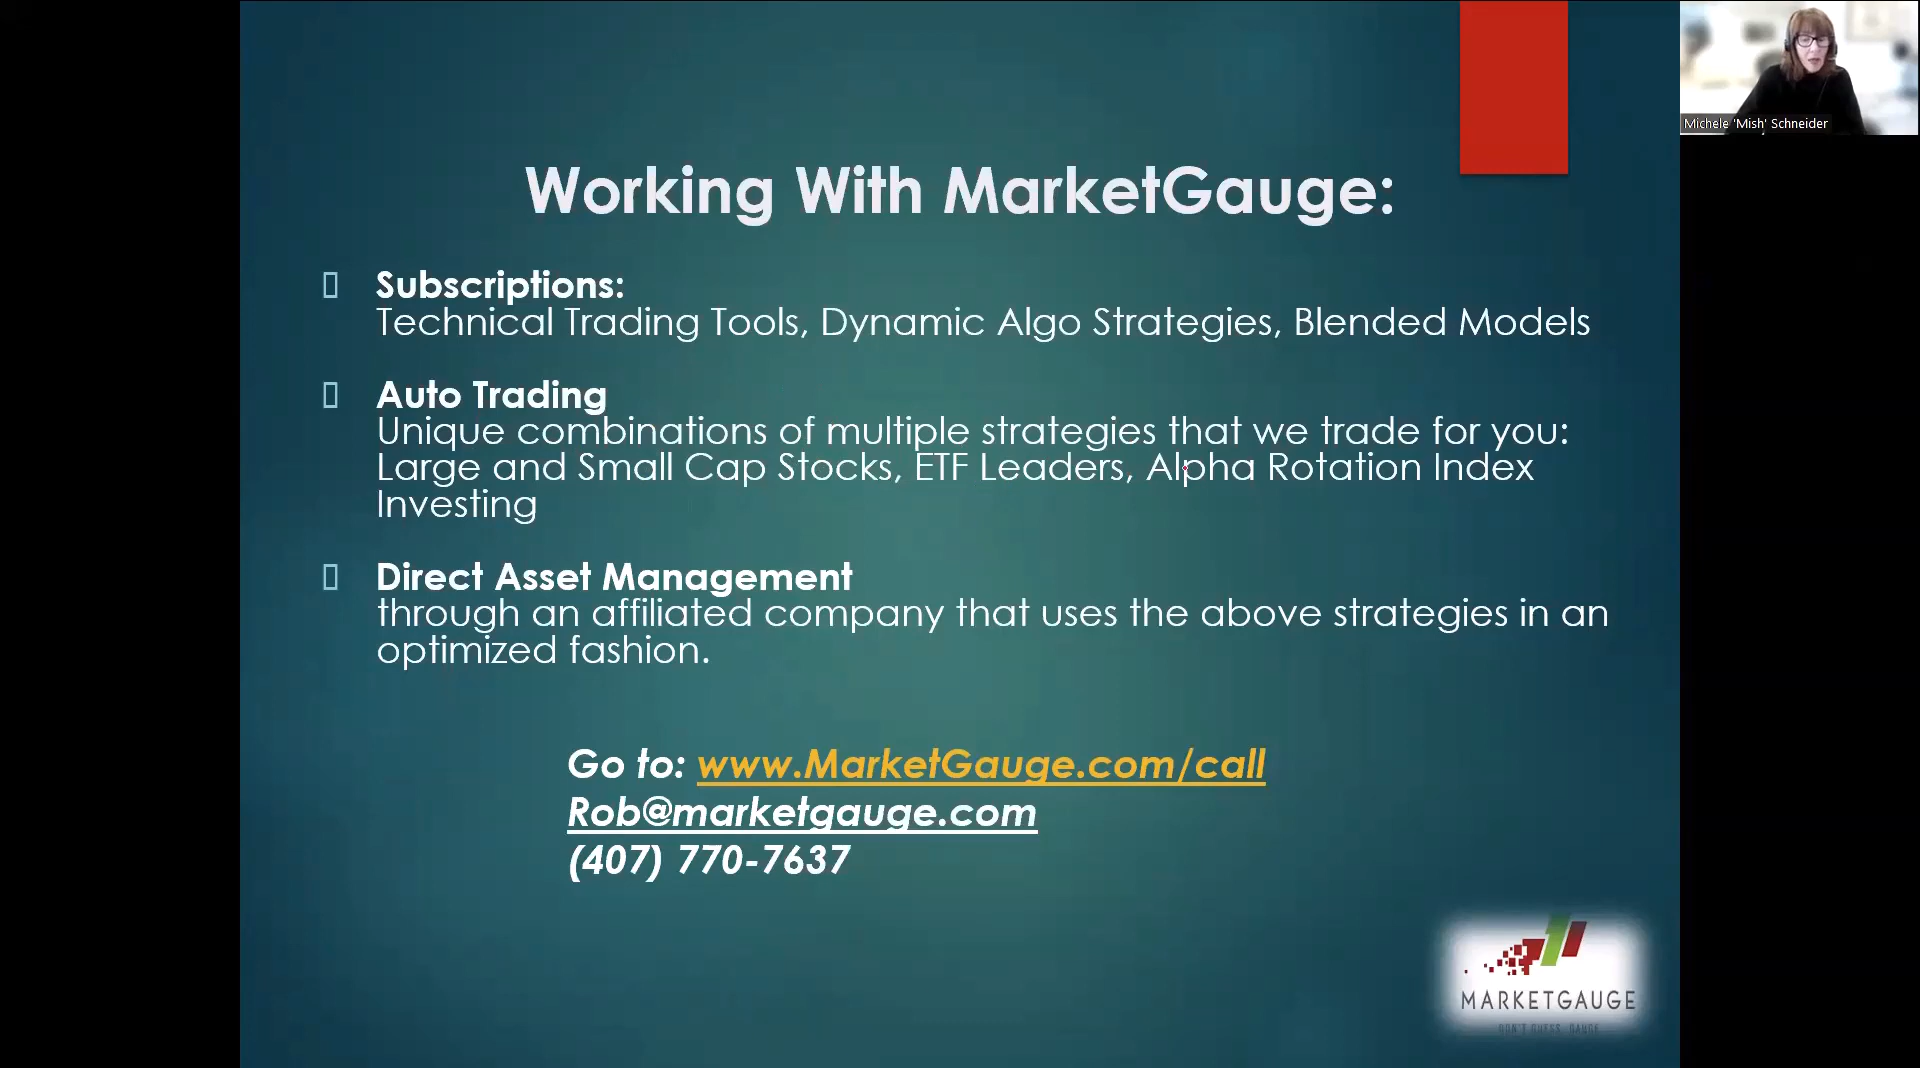 Michele 'Mish' Schneider
Working With MarketGauge:
Subscriptions:
Technical Trading Tools, Dynamic Algo Strategies, Blended Models
Auto Trading
Unique combinations of multiple strategies that we trade for you:
Large and Small Cap Stocks, ETF Leaders, Alpha Rotation Index
Investing
Direct Asset Management
through an affiliated company that uses the above strategies in an
optimized fashion.
Go to: www.MarketGauge.com/call
Rob@marketgauge.com
(407) 770-7637
MARKETGAUGE